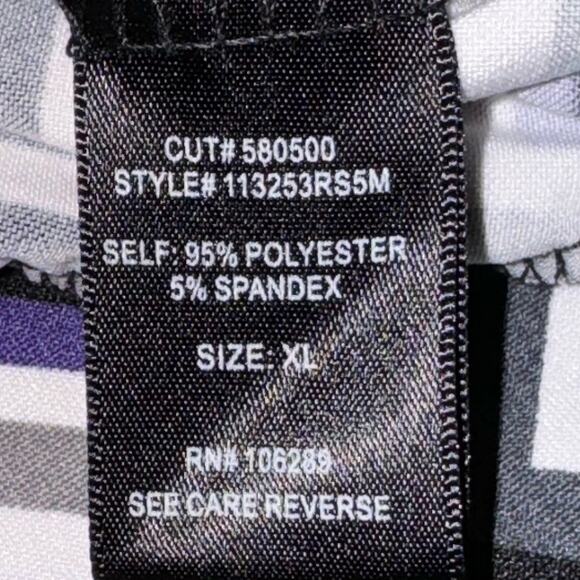 CUT# 580500
STYLE# 113253RS5M
SELF: 95% POLYESTER
5% SPANDEX
SIZE: XL
RN# 106289
SEE CARE REVERSE